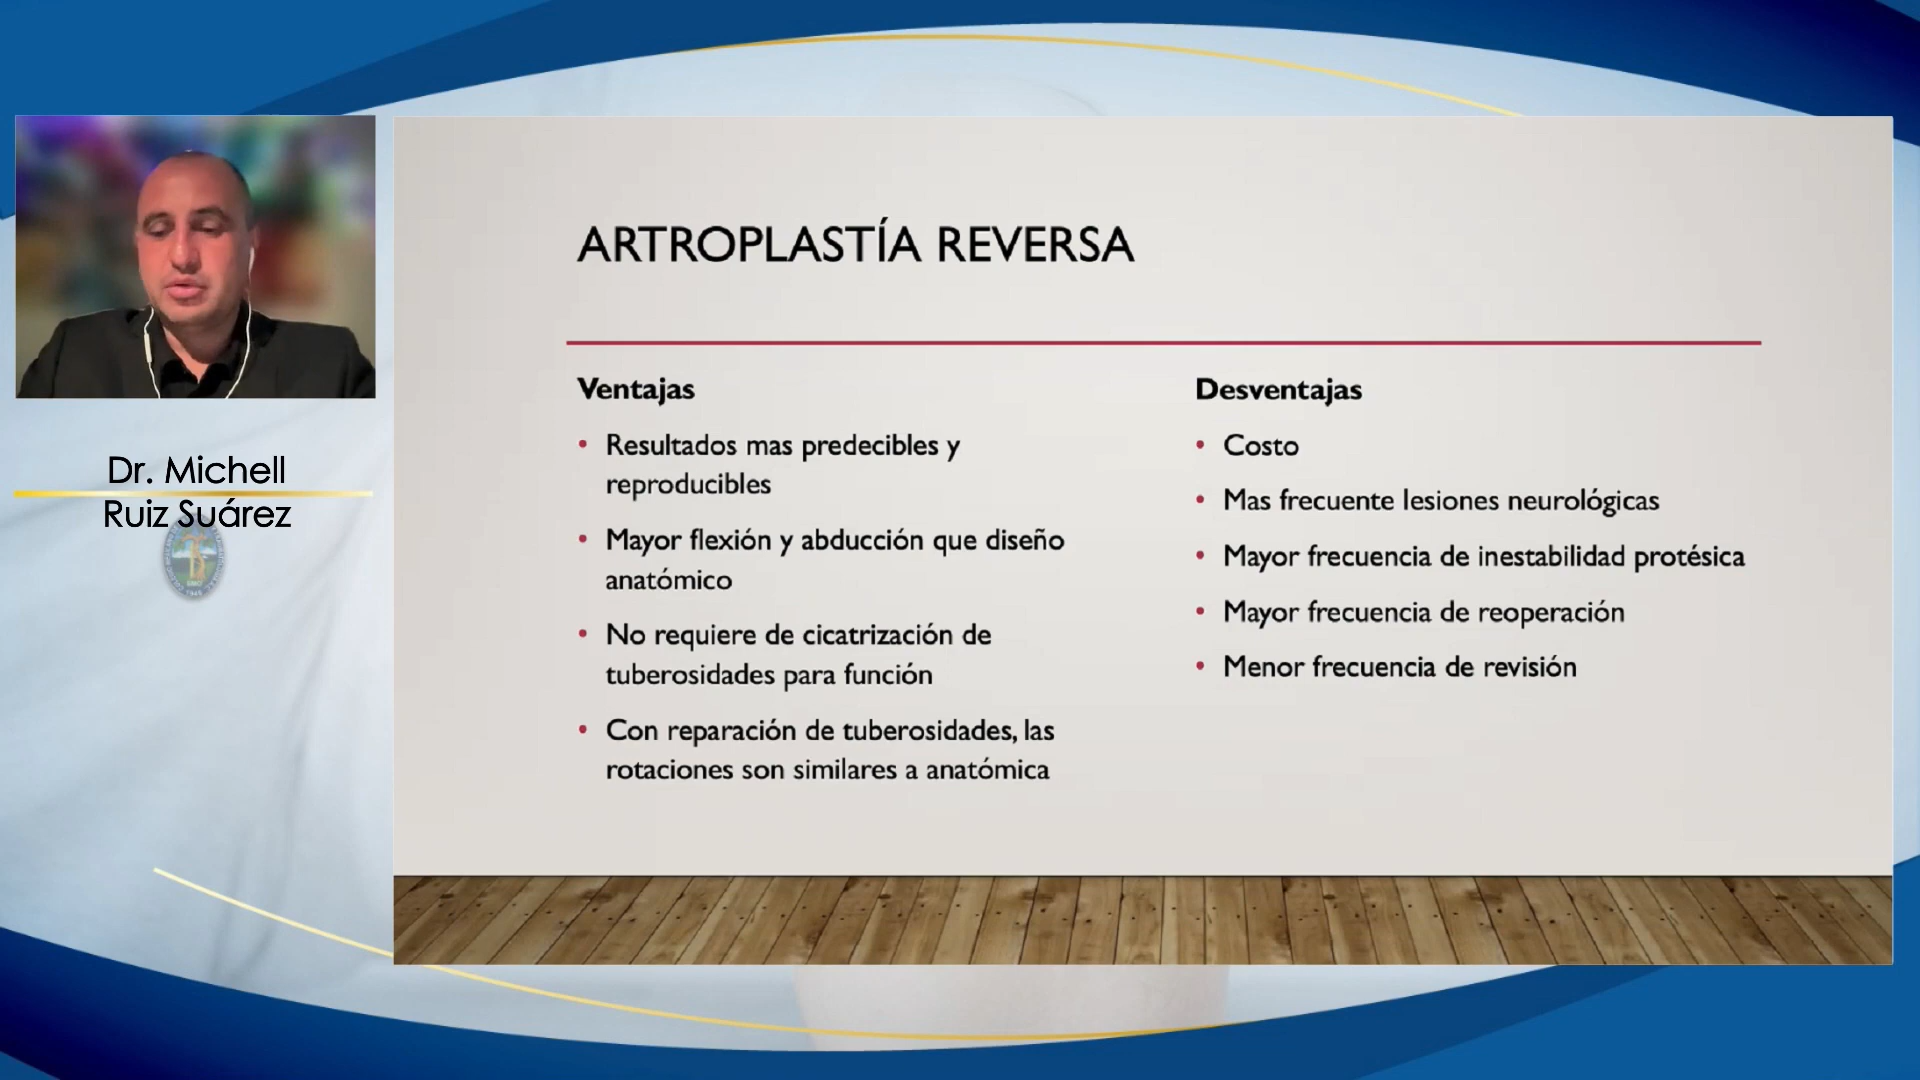 Dr. Michell
Ruiz Suárez
ARTROPLASTÍA REVERSA
Ventajas
• Resultados mas predecibles y
reproducibles
• Mayor flexión y abducción que diseño
anatómico
• No requiere de cicatrización de
tuberosidades para función
• Con reparación de tuberosidades, las
rotaciones son similares a anatómica
Desventajas
• Costo
• Mas frecuente lesiones neurológicas
• Mayor frecuencia de inestabilidad protésica
• Mayor frecuencia de reoperación
• Menor frecuencia de revisión